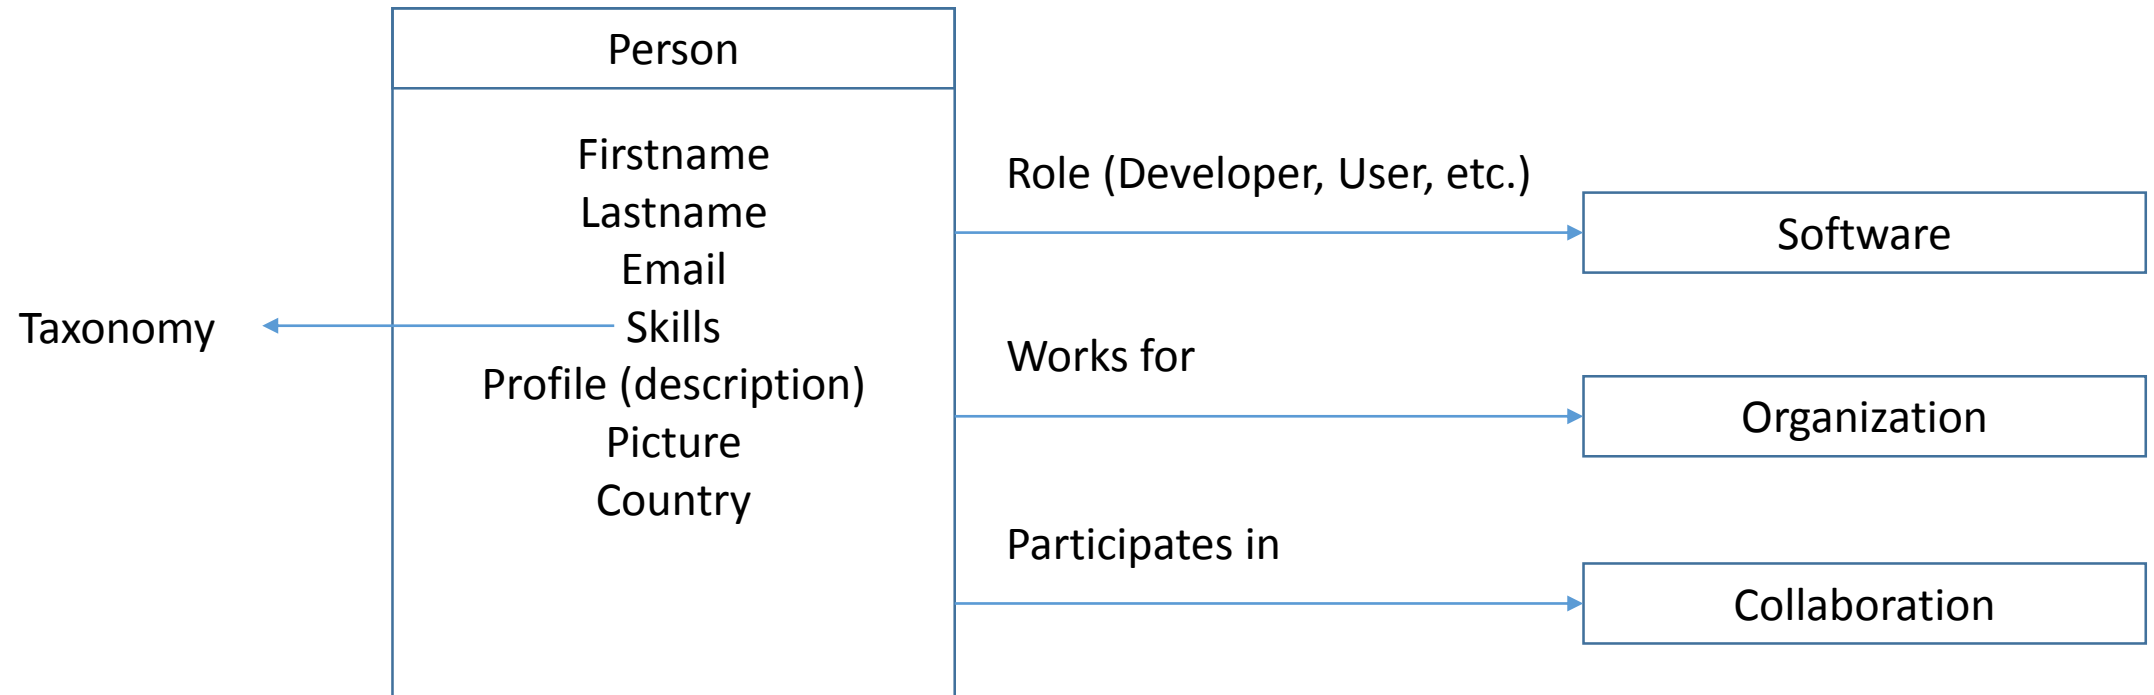 Person
Firstname
Lastname
Email
Skills
Profile (description)
Picture
Country
Taxonomy
Role (Developer, User, etc.)
Software
Works for
Organization
Participates in
Collaboration